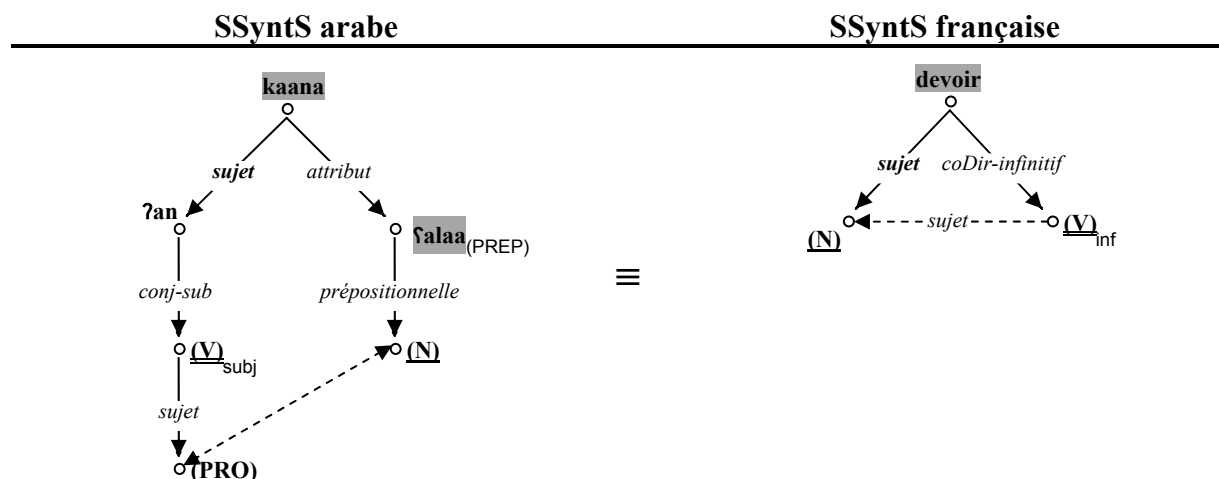 SSyntS arabe SSyntS française
kaana devoir
sujet attribut sujet coDir-infinitif
ʔan ʕalaa(PREP) (N) sujet (V)inf
≡
conj-sub prépositionnelle
(V)subj (N)
sujet
(PRO)